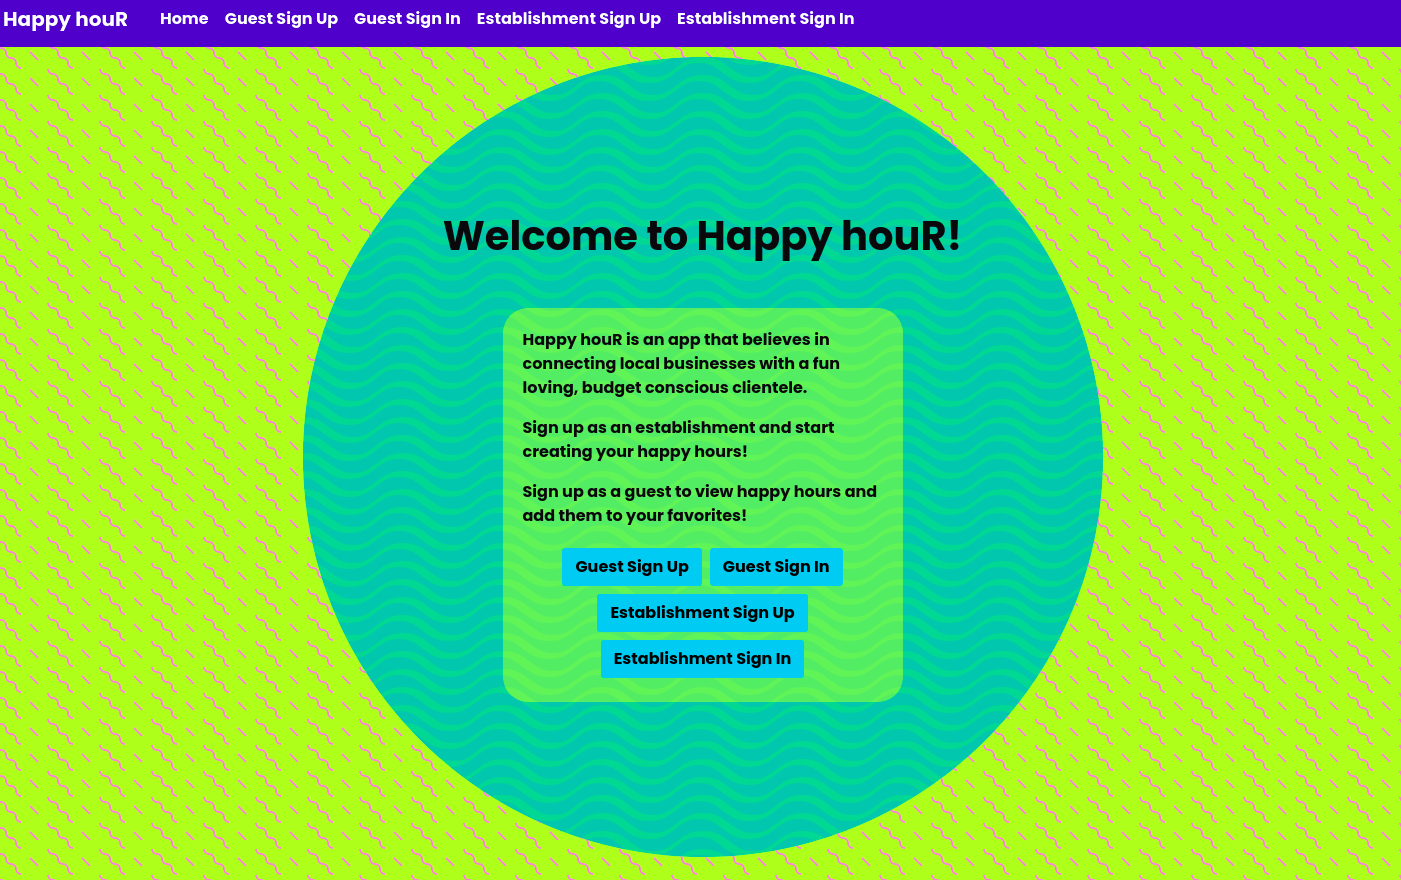 Happy houR Home Guest Sign Up Guest Sign In Establishment Sign Up Establishment Sign In
Welcome to Happy houR!
Happy houR is an app that believes in
connecting local businesses with a fun
loving, budget conscious clientele.
Sign up as an establishment and start
creating your happy hours!
Sign up as a guest to view happy hours and
add them to your favorites!
Guest Sign Up Guest Sign In
Establishment Sign Up
Establishment Sign In